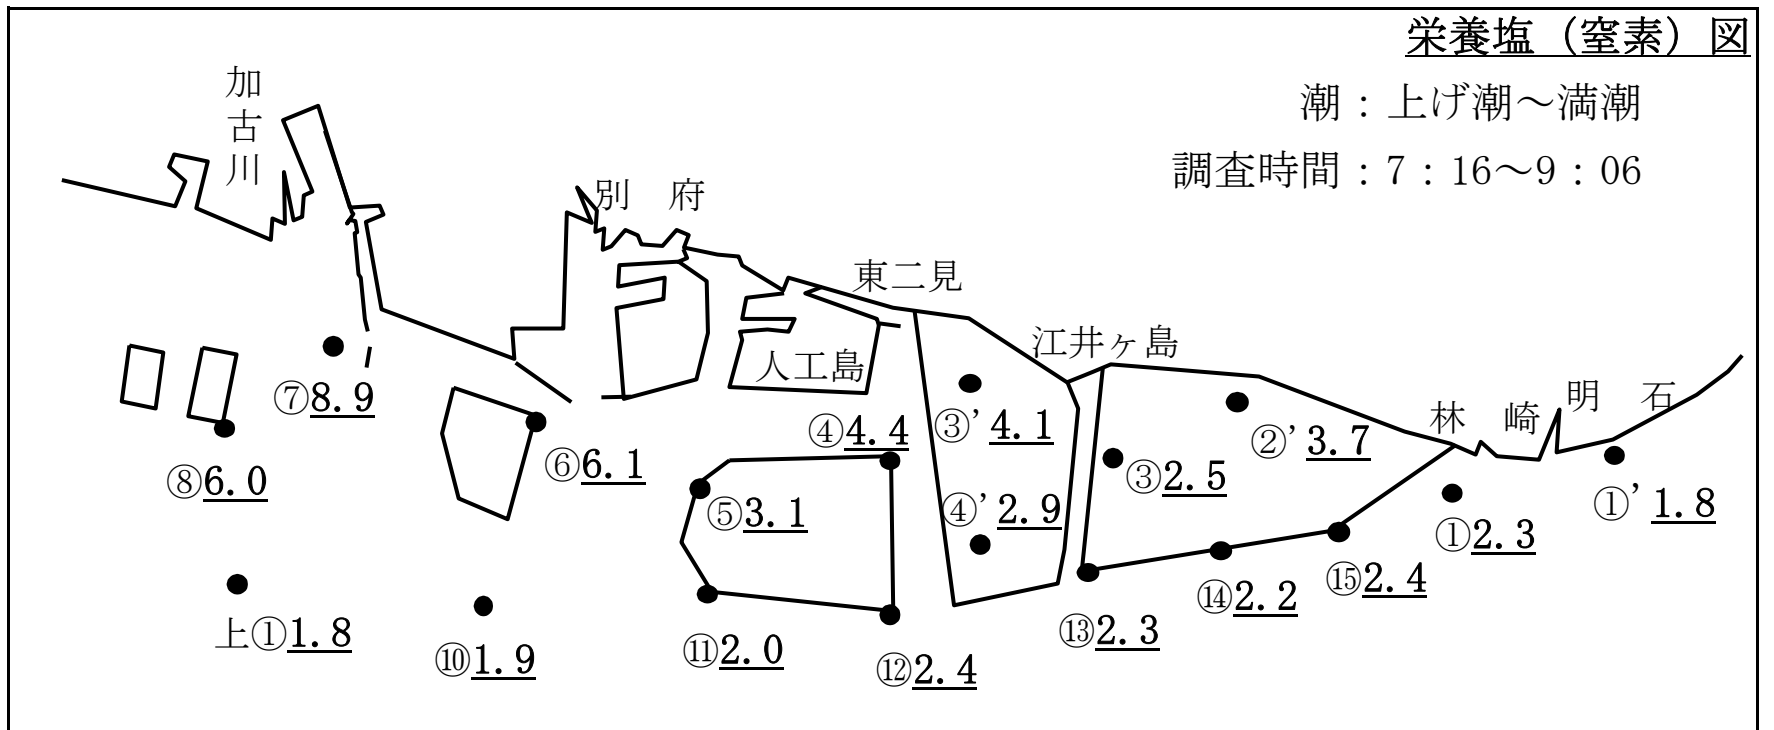 栄養塩（窒素）図
潮：上げ潮～満潮
調査時間：7：16～9：06
加古川
別 府
東二見
人工島
江井ヶ島
林 崎
明 石
⑦8.9
⑧6.0
⑥6.1
④4.4
③’4.1
②’3.7
③2.5
⑤3.1
④’2.9
①2.3
①’1.8
上①1.8
⑩1.9
⑪2.0
⑫2.4
⑬2.3
⑭2.2
⑮2.4